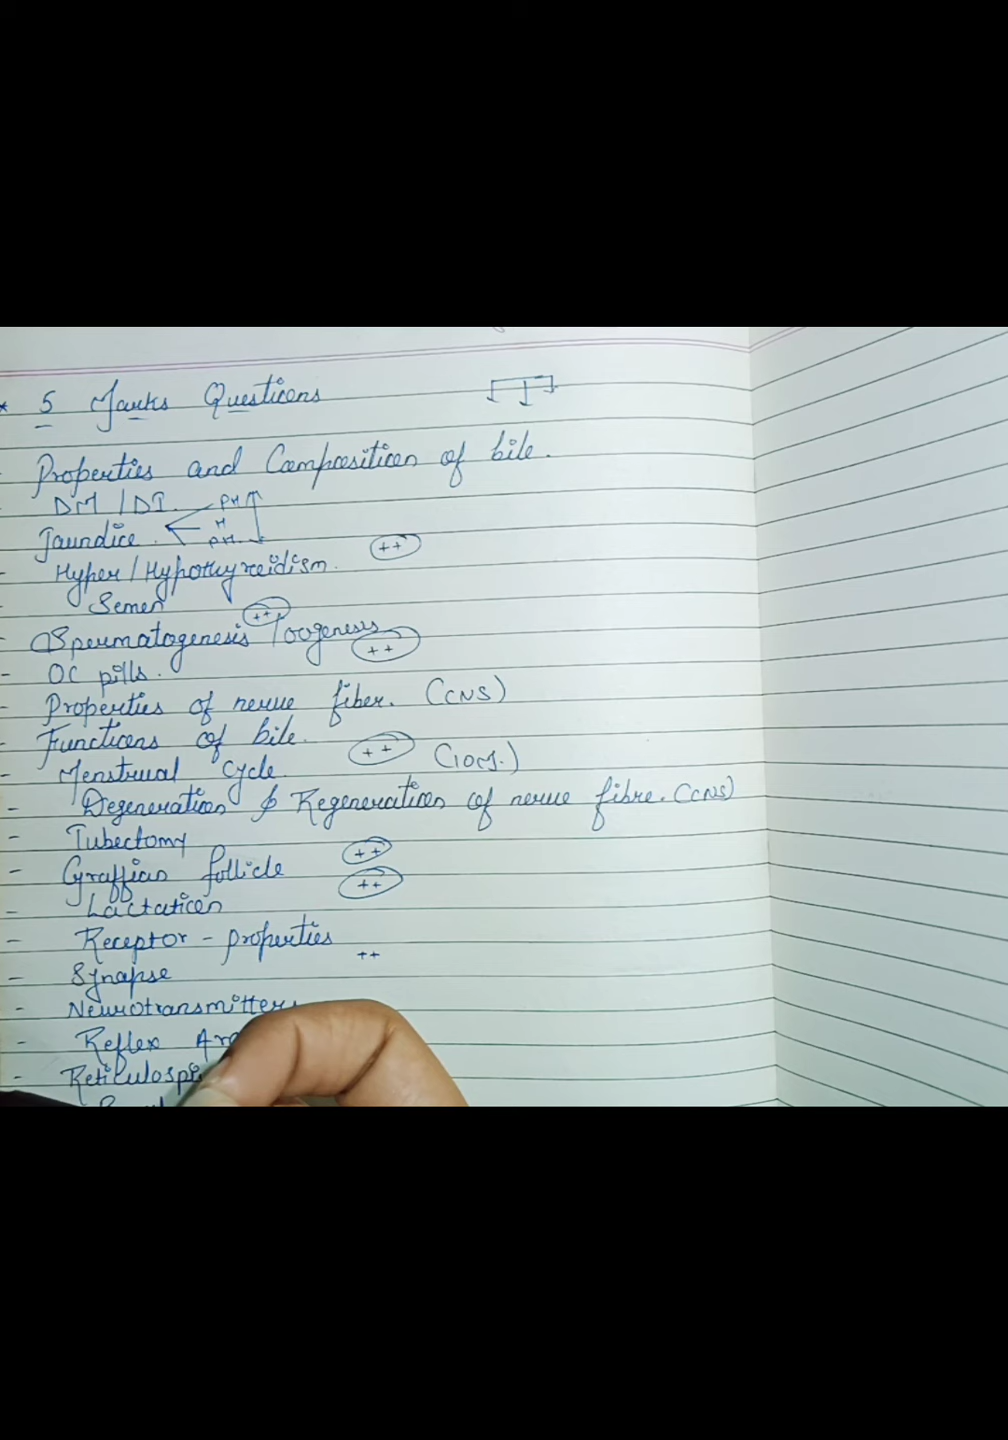 * 5 Marks Questions
- Properties and Composition of bile.
DM / DI.
PH
Jaundice. H
PH
++
- Hyper / Hypothyroidism.
- Semen
++
- Spermatogenesis / oogenesis
++
- OC pills.
- Properties of nerve fiber. (CNS)
- Functions of bile.
++
- Menstrual Cycle. (10M.)
- Degeneration & Regeneration of nerve fibre. (CNS)
- Tubectomy
++
- Graffian follicle
++
- Lactation
- Receptor - properties
++
- Synapse
- Neurotransmitters
- Reflex